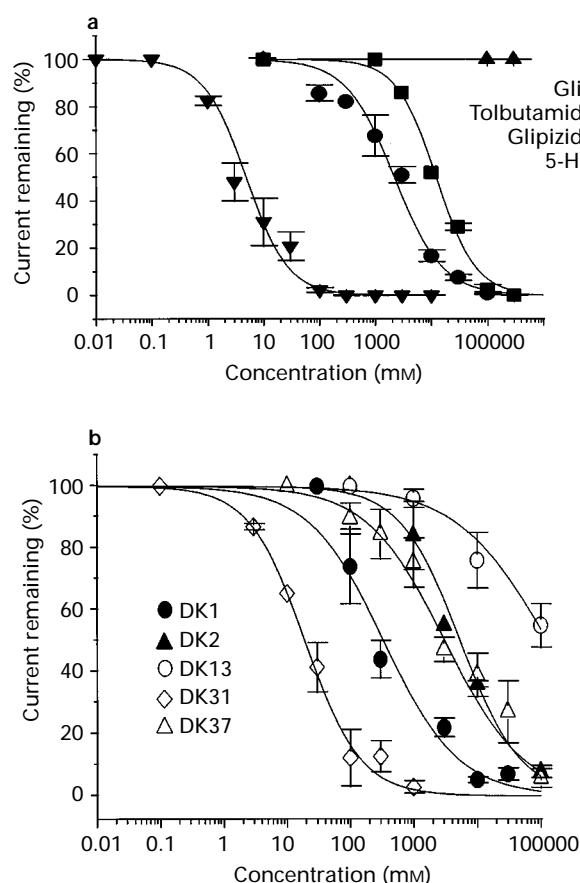 a
100
80
60
40
20
0
Current remaining (%)
Gli
Tolbutamid
Glipizid
5-H
0.01 0.1 1 10 100 1000 100000
Concentration (mM)
b
100
80
60
40
20
0
Current remaining (%)
DK1
DK2
DK13
DK31
DK37
0.01 0.1 1 10 100 1000 100000
Concentration (mM)